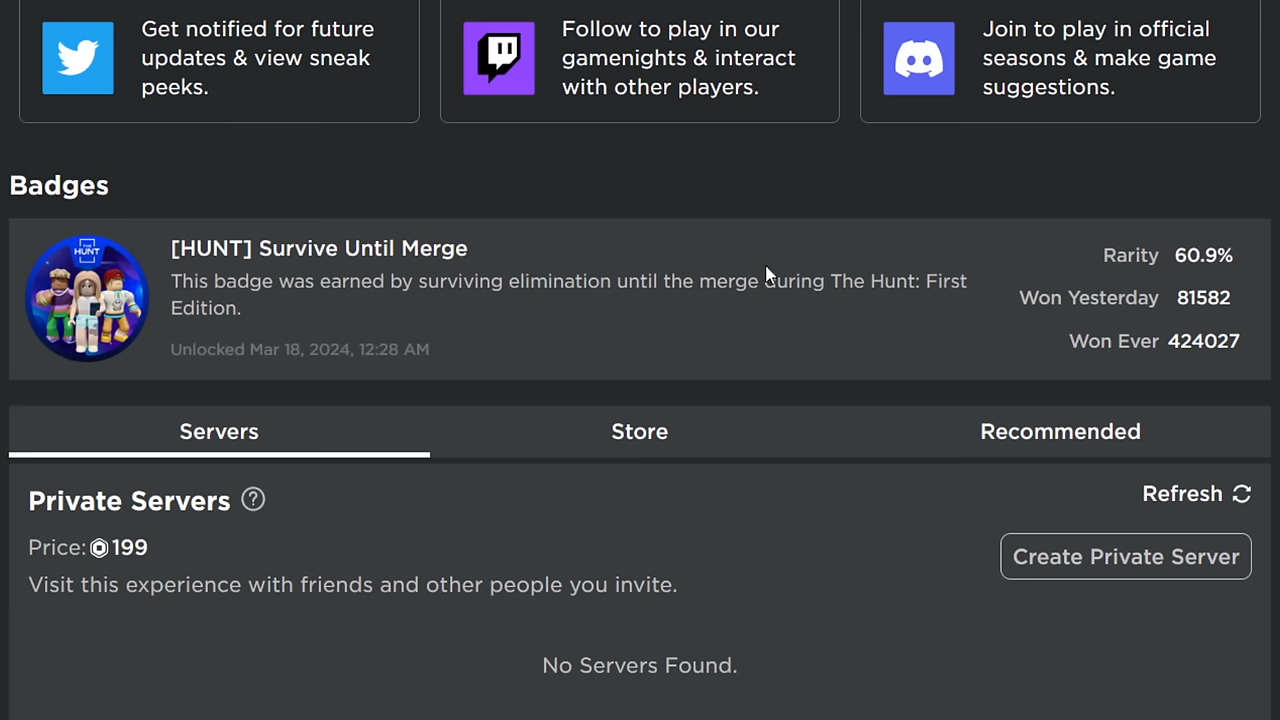 Get notified for future
updates & view sneak
peeks.
Follow to play in our
gamenights & interact
with other players.
Join to play in official
seasons & make game
suggestions.
Badges
THE
HUNT
[HUNT] Survive Until Merge
This badge was earned by surviving elimination until the merge during The Hunt: First
Edition.
Unlocked Mar 18, 2024, 12:28 AM
Rarity 60.9%
Won Yesterday 81582
Won Ever 424027
Servers
Store
Recommended
Private Servers ?
Refresh
Price: 199
Create Private Server
Visit this experience with friends and other people you invite.
No Servers Found.